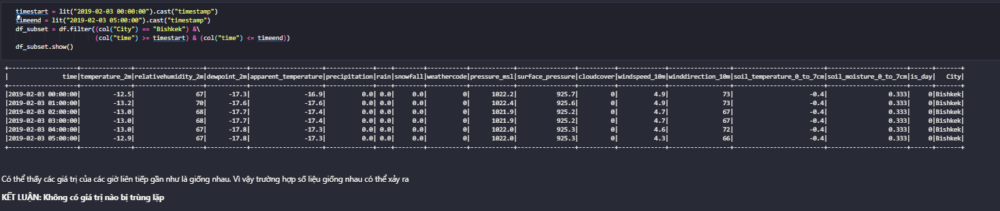 timestart = lit("2019-02-03 00:00:00").cast("timestamp")
timeend = lit("2019-02-03 05:00:00").cast("timestamp")
df_subset = df.filter((col("City") == "Bishkek") &\
(col("time") >= timestart) & (col("time") <= timeend))
df_subset.show()
+-------------------+--------------+-------------------+-----------+--------------------+-------------+----+--------+-----------+------------+----------------+----------+-------------+-----------------+-------------------------+----------------------+------+-------+
|               time|temperature_2m|relativehumidity_2m|dewpoint_2m|apparent_temperature|precipitation|rain|snowfall|weathercode|pressure_msl|surface_pressure|cloudcover|windspeed_10m|winddirection_10m|soil_temperature_0_to_7cm|soil_moisture_0_to_7cm|is_day|   City|
+-------------------+--------------+-------------------+-----------+--------------------+-------------+----+--------+-----------+------------+----------------+----------+-------------+-----------------+-------------------------+----------------------+------+-------+
|2019-02-03 00:00:00|         -12.5|                 67|      -17.3|               -16.9|          0.0| 0.0|     0.0|          0|      1022.2|           925.7|         0|          4.9|               73|                     -0.4|                 0.333|     0|Bishkek|
|2019-02-03 01:00:00|         -13.2|                 70|      -17.6|               -17.6|          0.0| 0.0|     0.0|          0|      1022.4|           925.6|         0|          4.9|               73|                     -0.4|                 0.333|     0|Bishkek|
|2019-02-03 02:00:00|         -13.0|                 68|      -17.7|               -17.4|          0.0| 0.0|     0.0|          0|      1021.9|           925.2|         0|          4.7|               67|                     -0.4|                 0.333|     0|Bishkek|
|2019-02-03 03:00:00|         -13.0|                 68|      -17.7|               -17.4|          0.0| 0.0|     0.0|          0|      1021.9|           925.2|         0|          4.7|               67|                     -0.4|                 0.333|     0|Bishkek|
|2019-02-03 04:00:00|         -13.0|                 67|      -17.8|               -17.3|          0.0| 0.0|     0.0|          0|      1022.0|           925.3|         0|          4.6|               72|                     -0.4|                 0.333|     0|Bishkek|
|2019-02-03 05:00:00|         -12.9|                 67|      -17.8|               -17.3|          0.0| 0.0|     0.0|          0|      1022.0|           925.3|         0|          4.3|               66|                     -0.4|                 0.333|     0|Bishkek|
+-------------------+--------------+-------------------+-----------+--------------------+-------------+----+--------+-----------+------------+----------------+----------+-------------+-----------------+-------------------------+----------------------+------+-------+
Có thể thấy các giá trị của các giờ liên tiếp gần như là giống nhau. Vì vậy trường hợp số liệu giống nhau có thể xảy ra
KẾT LUẬN: Không có giá trị nào bị trùng lặp